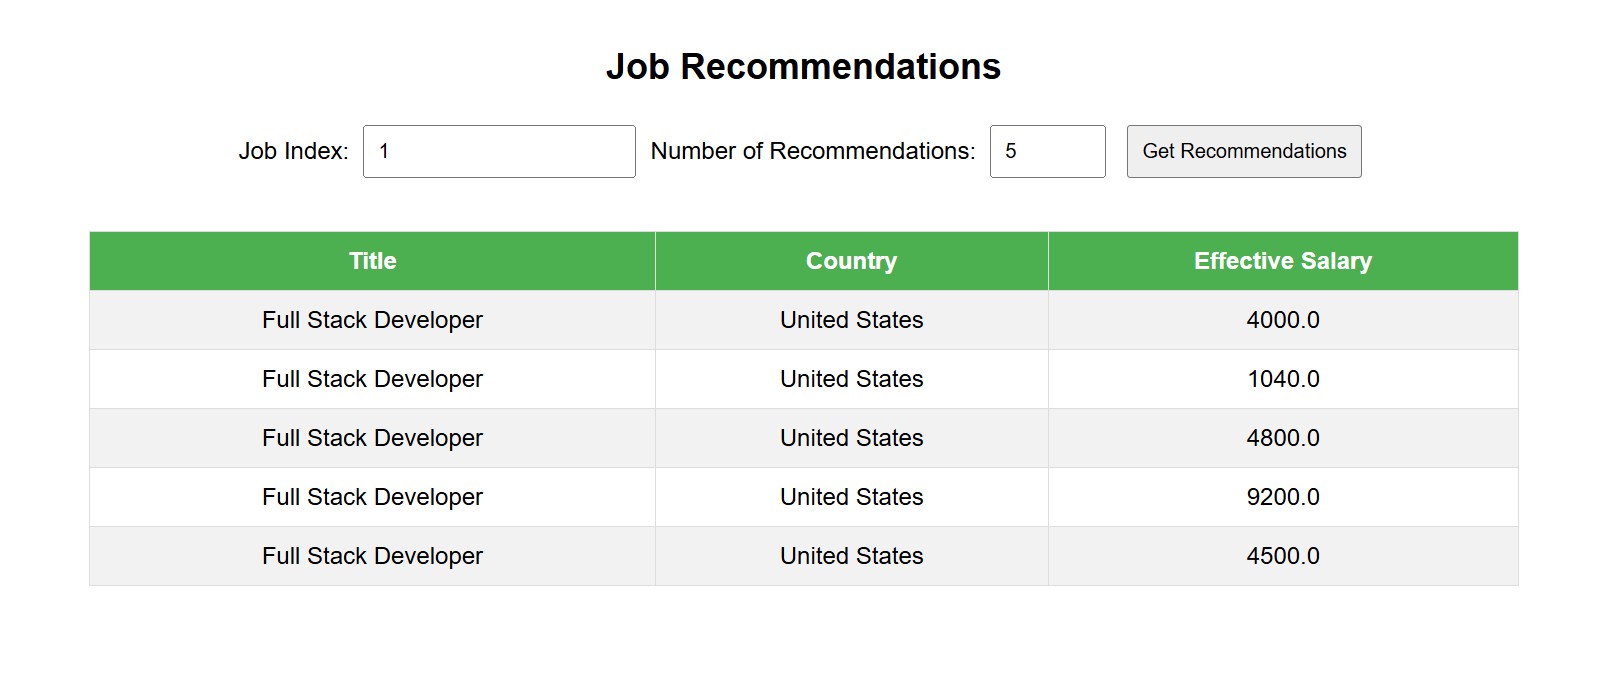 Job Recommendations
Job Index: 1 Number of Recommendations: 5 Get Recommendations
Title Country Effective Salary
Full Stack Developer United States 4000.0
Full Stack Developer United States 1040.0
Full Stack Developer United States 4800.0
Full Stack Developer United States 9200.0
Full Stack Developer United States 4500.0